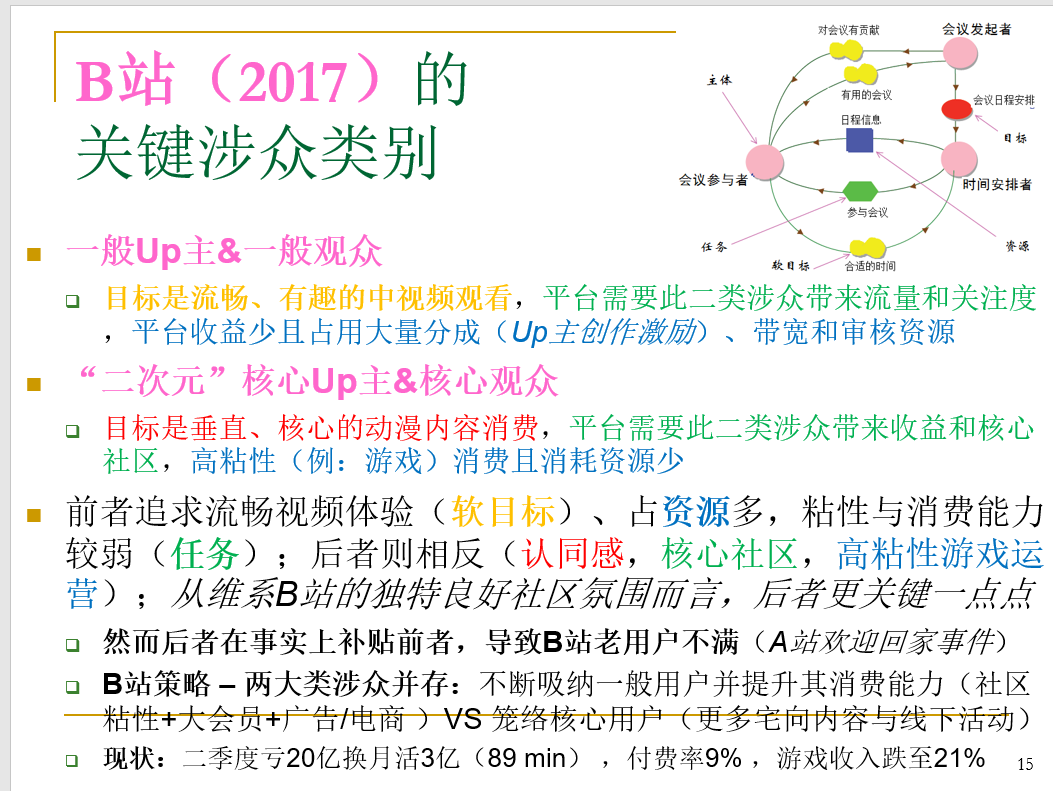 B站（2017）的
关键涉众类别
对会议有贡献
会议发起者
主体
有用的会议
会议日程安排
日程信息
目标
会议参与者
时间安排者
参与会议
任务
资源
软目标
合适的时间
一般Up主&一般观众
目标是流畅、有趣的中视频观看，平台需要此二类涉众带来流量和关注度
，平台收益少且占用大量分成（Up主创作激励）、带宽和审核资源
“二次元”核心Up主&核心观众
目标是垂直、核心的动漫内容消费，平台需要此二类涉众带来收益和核心
社区，高粘性（例：游戏）消费且消耗资源少
前者追求流畅视频体验（软目标）、占资源多，粘性与消费能力
较弱（任务）；后者则相反（认同感，核心社区，高粘性游戏运
营）；从维系B站的独特良好社区氛围而言，后者更关键一点点
然而后者在事实上补贴前者，导致B站老用户不满（A站欢迎回家事件）
B站策略 – 两大类涉众并存：不断吸纳一般用户并提升其消费能力（社区
粘性+大会员+广告/电商 ）VS 笼络核心用户（更多宅向内容与线下活动）
现状：二季度亏20亿换月活3亿（89 min） ，付费率9% ，游戏收入跌至21%
15